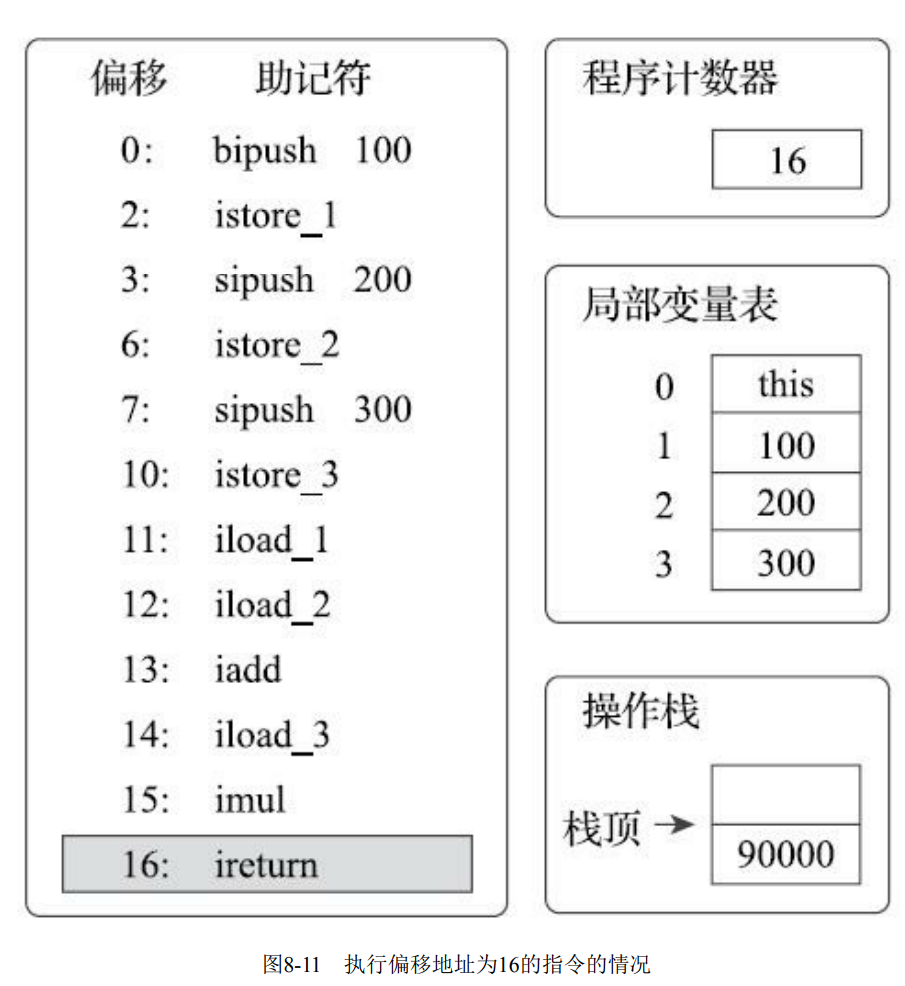 偏移 助记符
0: bipush 100
2: istore_1
3: sipush 200
6: istore_2
7: sipush 300
10: istore_3
11: iload_1
12: iload_2
13: iadd
14: iload_3
15: imul
16: ireturn
程序计数器
16
局部变量表
0 this
1 100
2 200
3 300
操作栈
栈顶
90000
图8-11 执行偏移地址为16的指令的情况